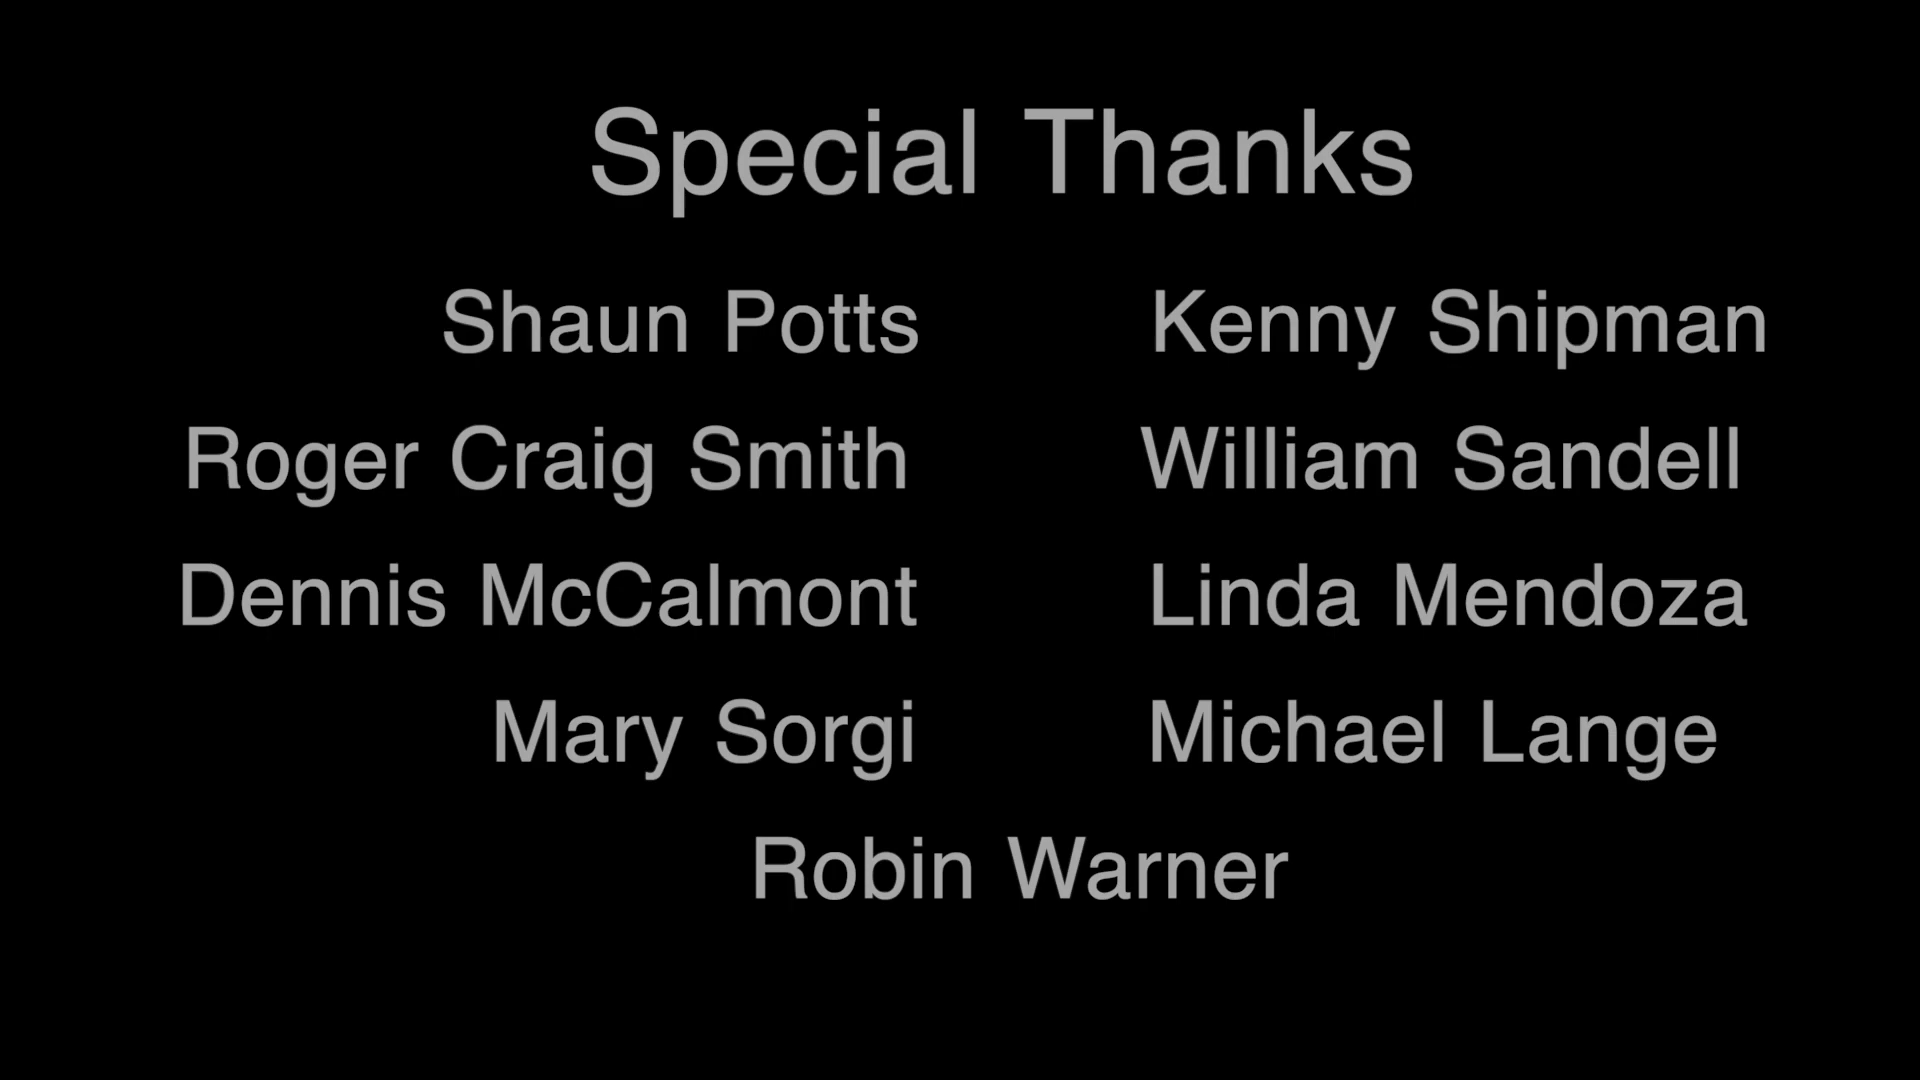 Special Thanks
Shaun Potts Kenny Shipman
Roger Craig Smith William Sandell
Dennis McCalmont Linda Mendoza
Mary Sorgi Michael Lange
Robin Warner